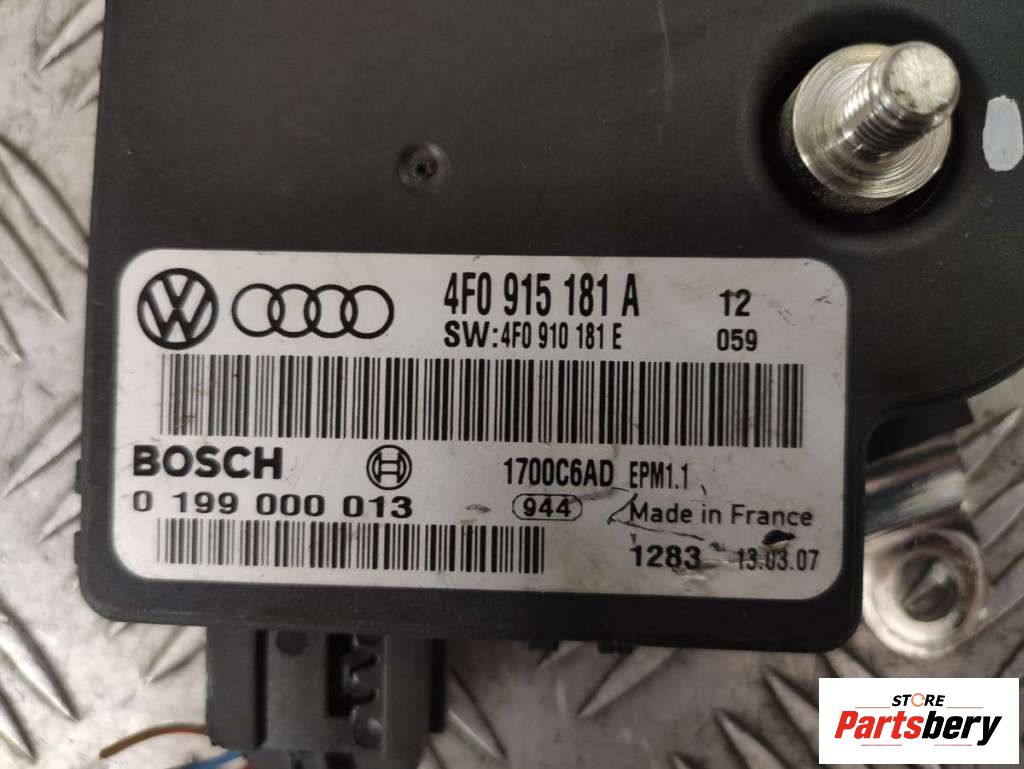 4F0 915 181 A 12
SW:4F0 910 181 E 059
BOSCH 1700C6AD EPM1.1
0 199 000 013 944 Made in France
1283 13.03.07
STORE
Partsbery